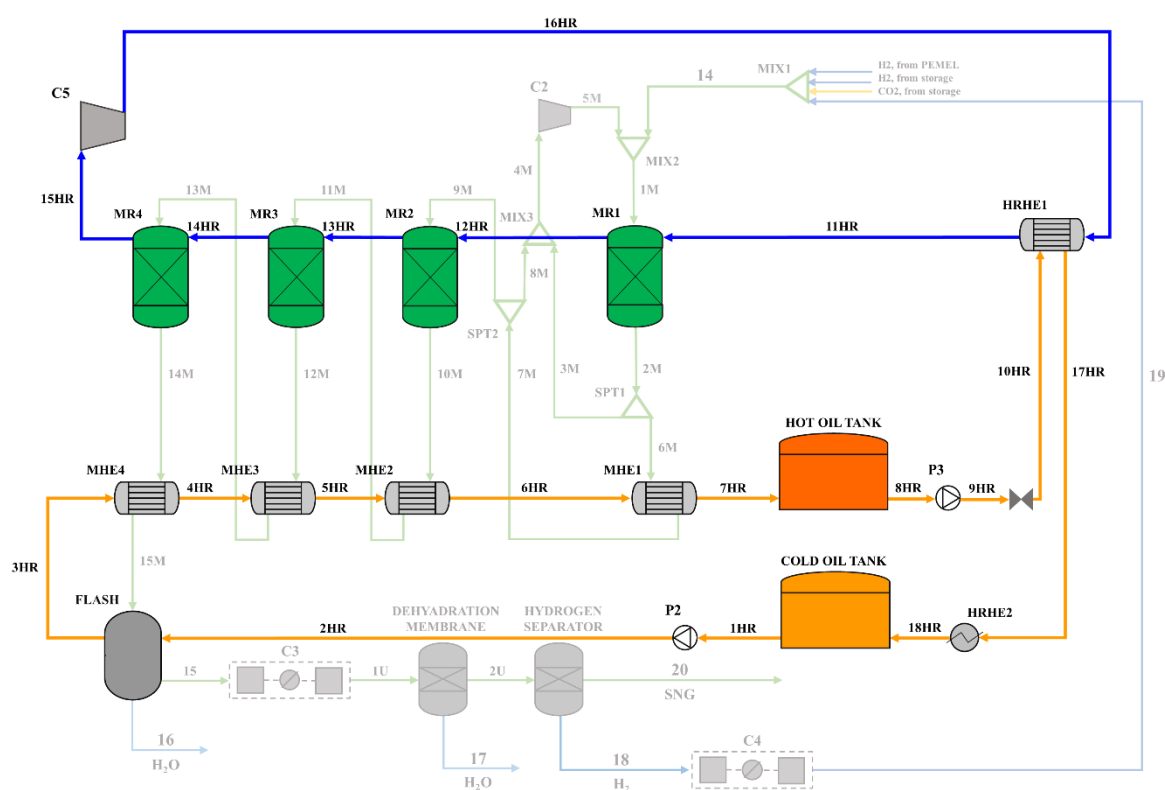 16HR
C5
C2
5M
14
MIX1
H2, from PEMEL
H2, from storage
CO2, from storage
MIX2
4M
1M
15HR
13M
11M
9M
MR4
MR3
MR2
MIX3
MR1
HRHE1
14HR
13HR
12HR
11HR
8M
SPT2
14M
12M
10M
7M
3M
2M
SPT1
10HR
17HR
19
6M
HOT OIL TANK
MHE4
MHE3
MHE2
MHE1
P3
4HR
5HR
6HR
7HR
8HR
9HR
15M
3HR
COLD OIL TANK
FLASH
DEHYADRATION
MEMBRANE
HYDROGEN
SEPARATOR
P2
HRHE2
2HR
1HR
18HR
15
C3
1U
2U
20
SNG
16
H2O
17
H2O
18
H2
C4